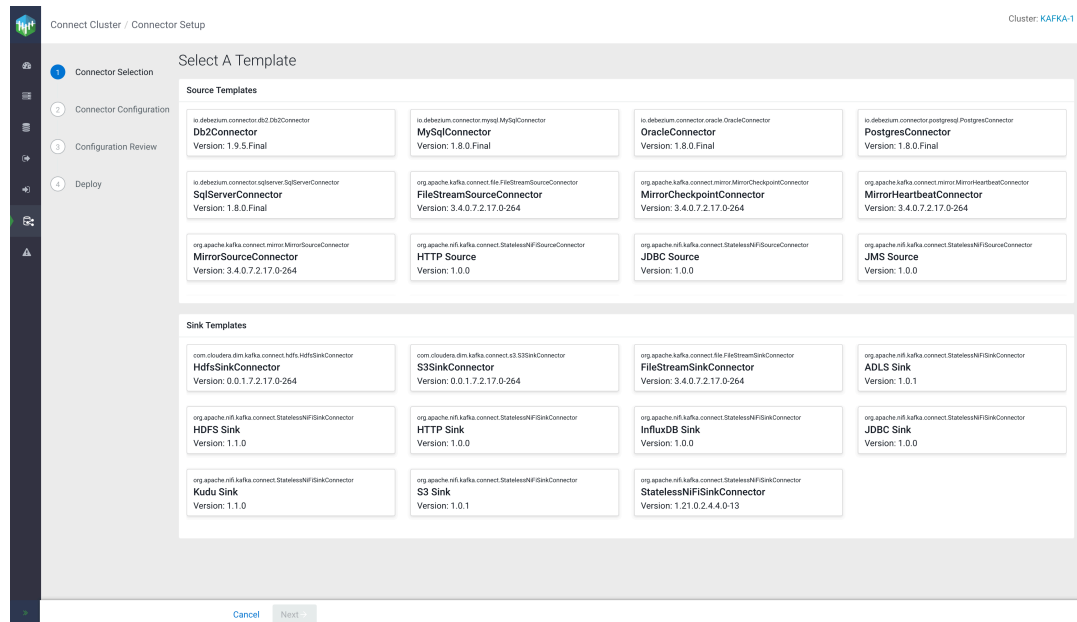 Connect Cluster / Connector Setup
Cluster: KAFKA-1
1 Connector Selection
2 Connector Configuration
3 Configuration Review
4 Deploy
Select A Template
Source Templates
io.debezium.connector.db2.Db2Connector
Db2Connector
Version: 1.9.5.Final
io.debezium.connector.mysql.MySqlConnector
MySqlConnector
Version: 1.8.0.Final
io.debezium.connector.oracle.OracleConnector
OracleConnector
Version: 1.8.0.Final
io.debezium.connector.postgresql.PostgresConnector
PostgresConnector
Version: 1.8.0.Final
io.debezium.connector.sqlserver.SqlServerConnector
SqlServerConnector
Version: 1.8.0.Final
org.apache.kafka.connect.file.FileStreamSourceConnector
FileStreamSourceConnector
Version: 3.4.0.7.2.17.0-264
org.apache.kafka.connect.mirror.MirrorCheckpointConnector
MirrorCheckpointConnector
Version: 3.4.0.7.2.17.0-264
org.apache.kafka.connect.mirror.MirrorHeartbeatConnector
MirrorHeartbeatConnector
Version: 3.4.0.7.2.17.0-264
org.apache.kafka.connect.mirror.MirrorSourceConnector
MirrorSourceConnector
Version: 3.4.0.7.2.17.0-264
org.apache.nifi.kafka.connect.StatelessNiFiSourceConnector
HTTP Source
Version: 1.0.0
org.apache.nifi.kafka.connect.StatelessNiFiSourceConnector
JDBC Source
Version: 1.0.0
org.apache.nifi.kafka.connect.StatelessNiFiSourceConnector
JMS Source
Version: 1.0.0
Sink Templates
com.cloudera.dim.kafka.connect.hdfs.HdfsSinkConnector
HdfsSinkConnector
Version: 0.0.1.7.2.17.0-264
com.cloudera.dim.kafka.connect.s3.S3SinkConnector
S3SinkConnector
Version: 0.0.1.7.2.17.0-264
org.apache.kafka.connect.file.FileStreamSinkConnector
FileStreamSinkConnector
Version: 3.4.0.7.2.17.0-264
org.apache.nifi.kafka.connect.StatelessNiFiSinkConnector
ADLS Sink
Version: 1.0.1
org.apache.nifi.kafka.connect.StatelessNiFiSinkConnector
HDFS Sink
Version: 1.1.0
org.apache.nifi.kafka.connect.StatelessNiFiSinkConnector
HTTP Sink
Version: 1.0.0
org.apache.nifi.kafka.connect.StatelessNiFiSinkConnector
InfluxDB Sink
Version: 1.0.0
org.apache.nifi.kafka.connect.StatelessNiFiSinkConnector
JDBC Sink
Version: 1.0.0
org.apache.nifi.kafka.connect.StatelessNiFiSinkConnector
Kudu Sink
Version: 1.1.0
org.apache.nifi.kafka.connect.StatelessNiFiSinkConnector
S3 Sink
Version: 1.0.1
org.apache.nifi.kafka.connect.StatelessNiFiSinkConnector
StatelessNiFiSinkConnector
Version: 1.21.0.2.4.4.0-13
Cancel
Next